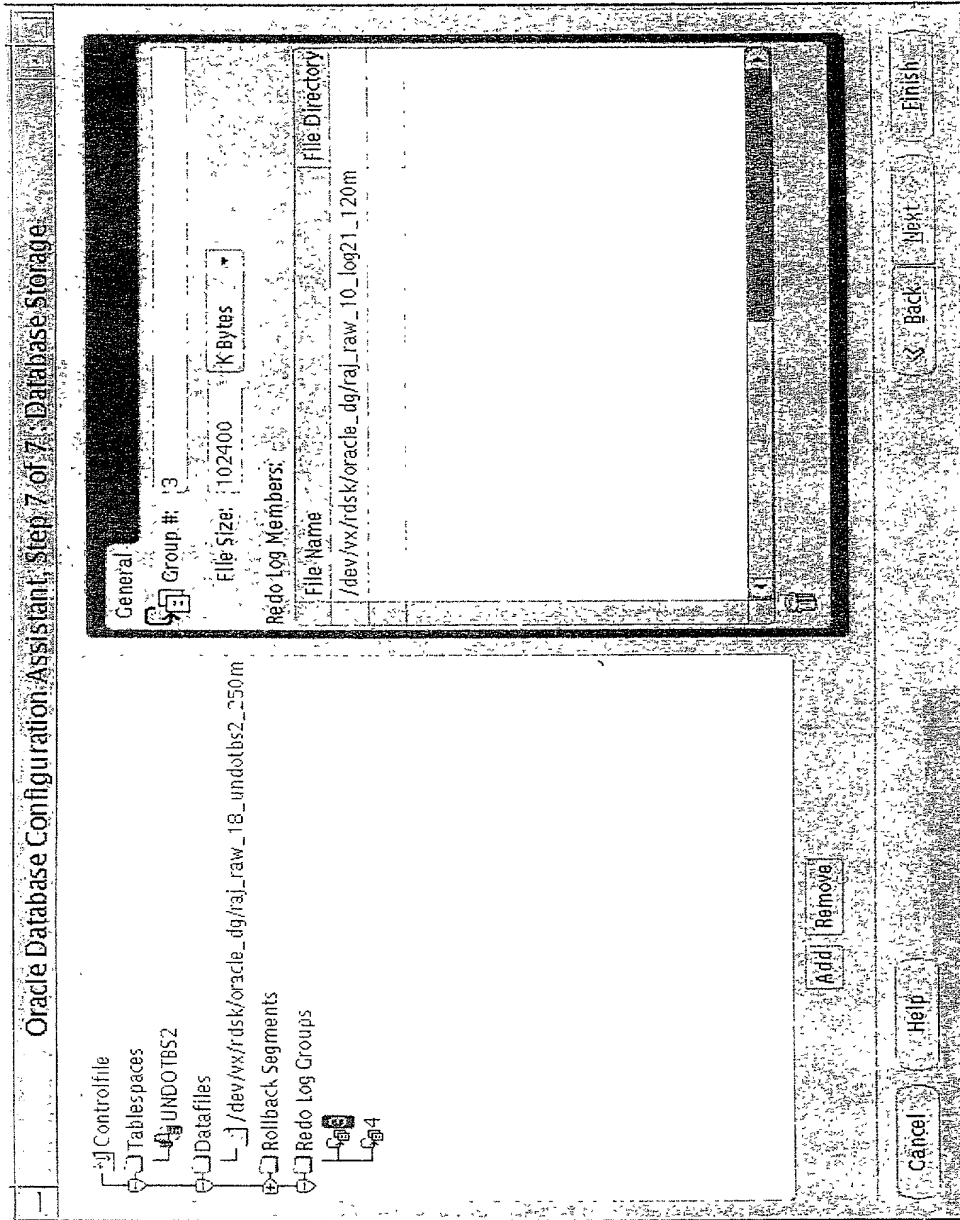 Oracle Database Configuration Assistant, Step 7 of 7 : Database Storage
Controlfile
Tablespaces
UNDOTBS2
Datafiles
/dev/vx/rdsk/oracle_dg/raj_raw_18_undotbs2_250m
Rollback Segments
Redo Log Groups
3
4
Add
Remove
General
Group #: 3
File Size: 102400 K Bytes
Redo Log Members:
File Name
File Directory
/dev/vx/rdsk/oracle_dg/raj_raw_10_log21_120m
Cancel
Help
Back
Next
Finish